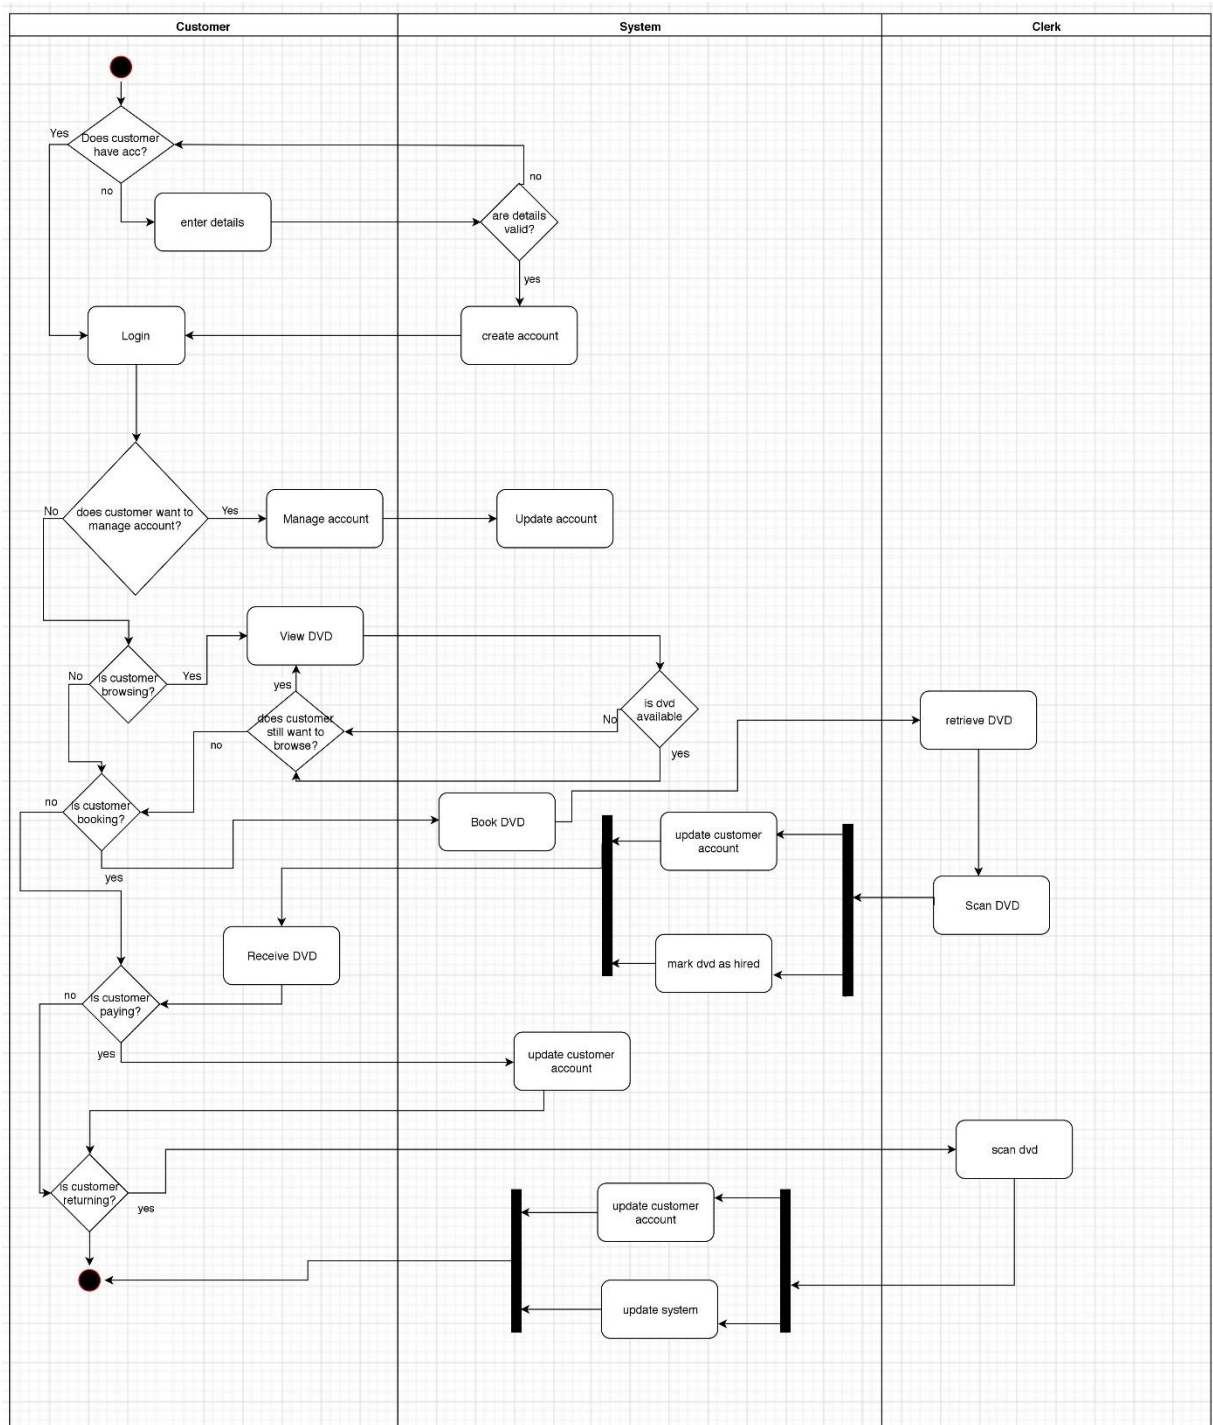 Customer
System
Clerk
Does customer
have acc?
Yes
no
enter details
are details
valid?
no
yes
Login
create account
does customer want to
manage account?
No
Yes
Manage account
Update account
View DVD
Is customer
browsing?
No
Yes
yes
does customer
still want to
browse?
no
is dvd
available
No
yes
retrieve DVD
Is customer
booking?
no
yes
Book DVD
update customer
account
Scan DVD
mark dvd as hired
Receive DVD
Is customer
paying?
no
yes
update customer
account
scan dvd
Is customer
returning?
yes
update customer
account
update system